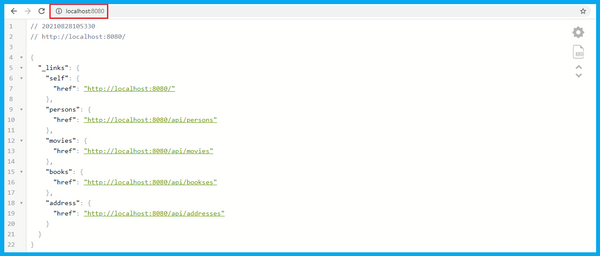 localhost:8080
1 // 20210828105330
2 // http://localhost:8080/
3
4 {
5 "_links": {
6 "self": {
7 "href": "http://localhost:8080/"
8 },
9 "persons": {
10 "href": "http://localhost:8080/api/persons"
11 },
12 "movies": {
13 "href": "http://localhost:8080/api/movies"
14 },
15 "books": {
16 "href": "http://localhost:8080/api/bookses"
17 },
18 "address": {
19 "href": "http://localhost:8080/api/addresses"
20 }
21 }
22 }